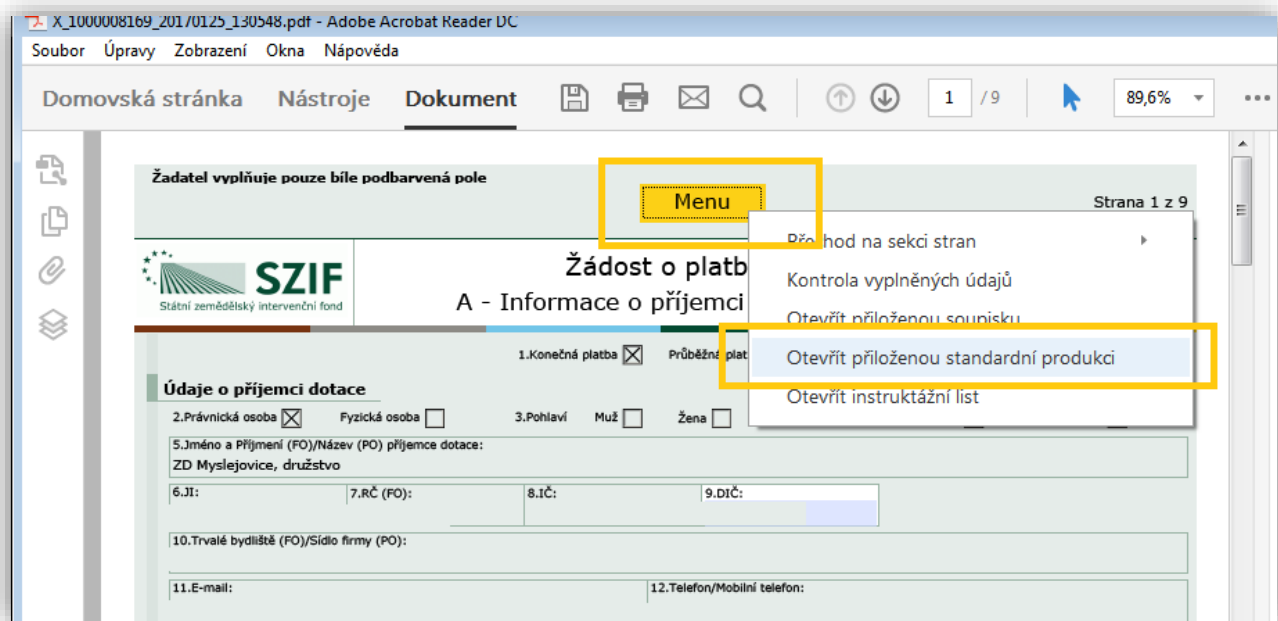 X_1000008169_20170125_130548.pdf - Adobe Acrobat Reader DC
Soubor Úpravy Zobrazení Okna Nápověda
Domovská stránka Nástroje Dokument 1 / 9 89,6%
Žadatel vyplňuje pouze bíle podbarvená pole
Menu
Strana 1 z 9
Přechod na sekci stran
Kontrola vyplněných údajů
Otevřít přiloženou soupisku
Otevřít přiloženou standardní produkci
Otevřít instruktážní list
SZIF
Státní zemědělský intervenční fond
Žádost o platb
A - Informace o příjemci
1.Konečná platba Průběžná plat
Údaje o příjemci dotace
2.Právnická osoba Fyzická osoba 3.Pohlaví Muž Žena
5.Jméno a Příjmení (FO)/Název (PO) příjemce dotace:
ZD Myslejovice, družstvo
6.JI: 7.RČ (FO): 8.IČ: 9.DIČ:
10.Trvalé bydliště (FO)/Sídlo firmy (PO):
11.E-mail: 12.Telefon/Mobilní telefon: